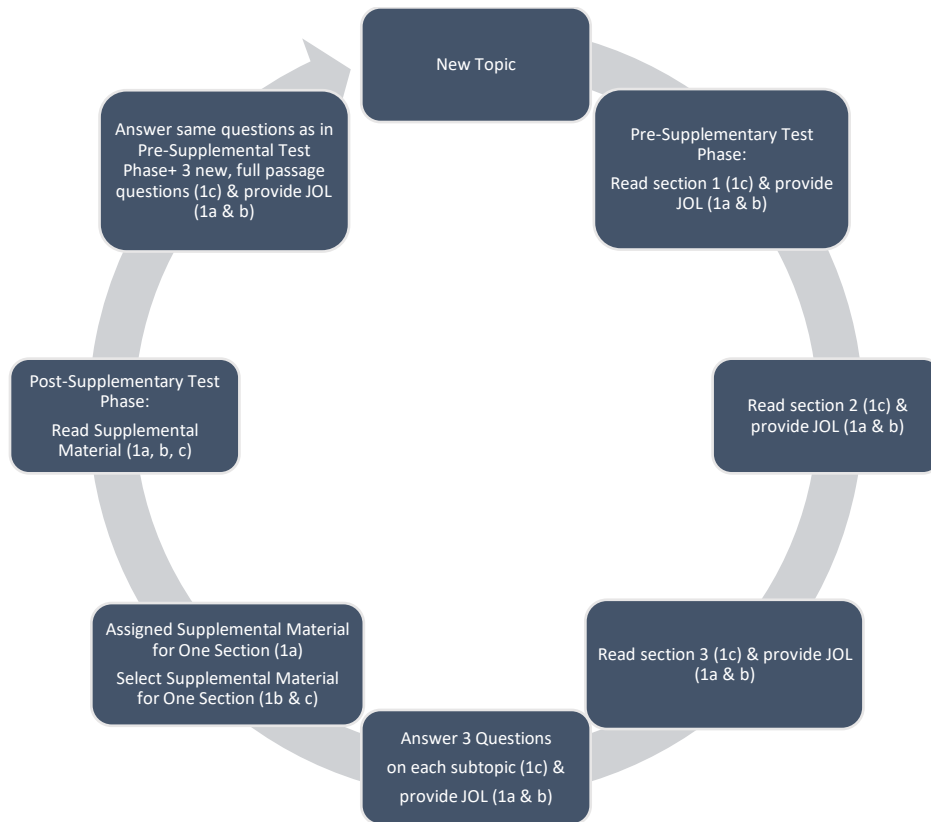 New Topic
Pre-Supplementary Test
Phase:
Read section 1 (1c) & provide
JOL (1a & b)
Read section 2 (1c) &
provide JOL (1a & b)
Read section 3 (1c) & provide JOL
(1a & b)
Answer 3 Questions
on each subtopic (1c) &
provide JOL (1a & b)
Assigned Supplemental Material
for One Section (1a)
Select Supplemental Material
for One Section (1b & c)
Post-Supplementary Test
Phase:
Read Supplemental
Material (1a, b, c)
Answer same questions as in
Pre-Supplemental Test
Phase+ 3 new, full passage
questions (1c) & provide JOL
(1a & b)